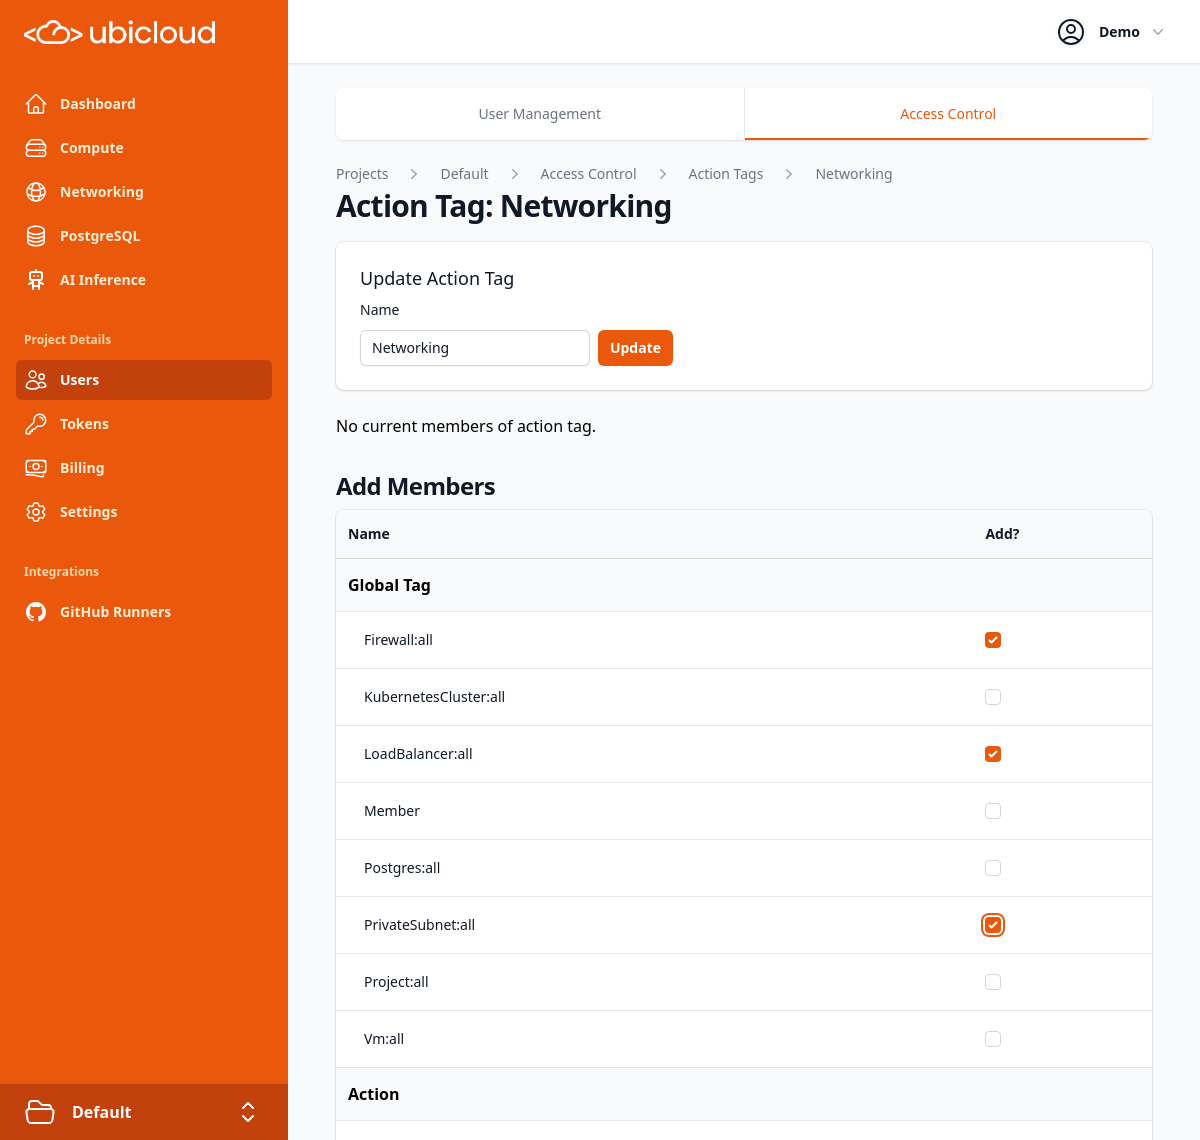 ubicloud
Demo
Dashboard
Compute
Networking
PostgreSQL
AI Inference
Project Details
Users
Tokens
Billing
Settings
Integrations
GitHub Runners
Default
User Management
Access Control
Projects > Default > Access Control > Action Tags > Networking
Action Tag: Networking
Update Action Tag
Name
Networking Update
No current members of action tag.
Add Members
Name Add?
Global Tag
Firewall:all
KubernetesCluster:all
LoadBalancer:all
Member
Postgres:all
PrivateSubnet:all
Project:all
Vm:all
Action